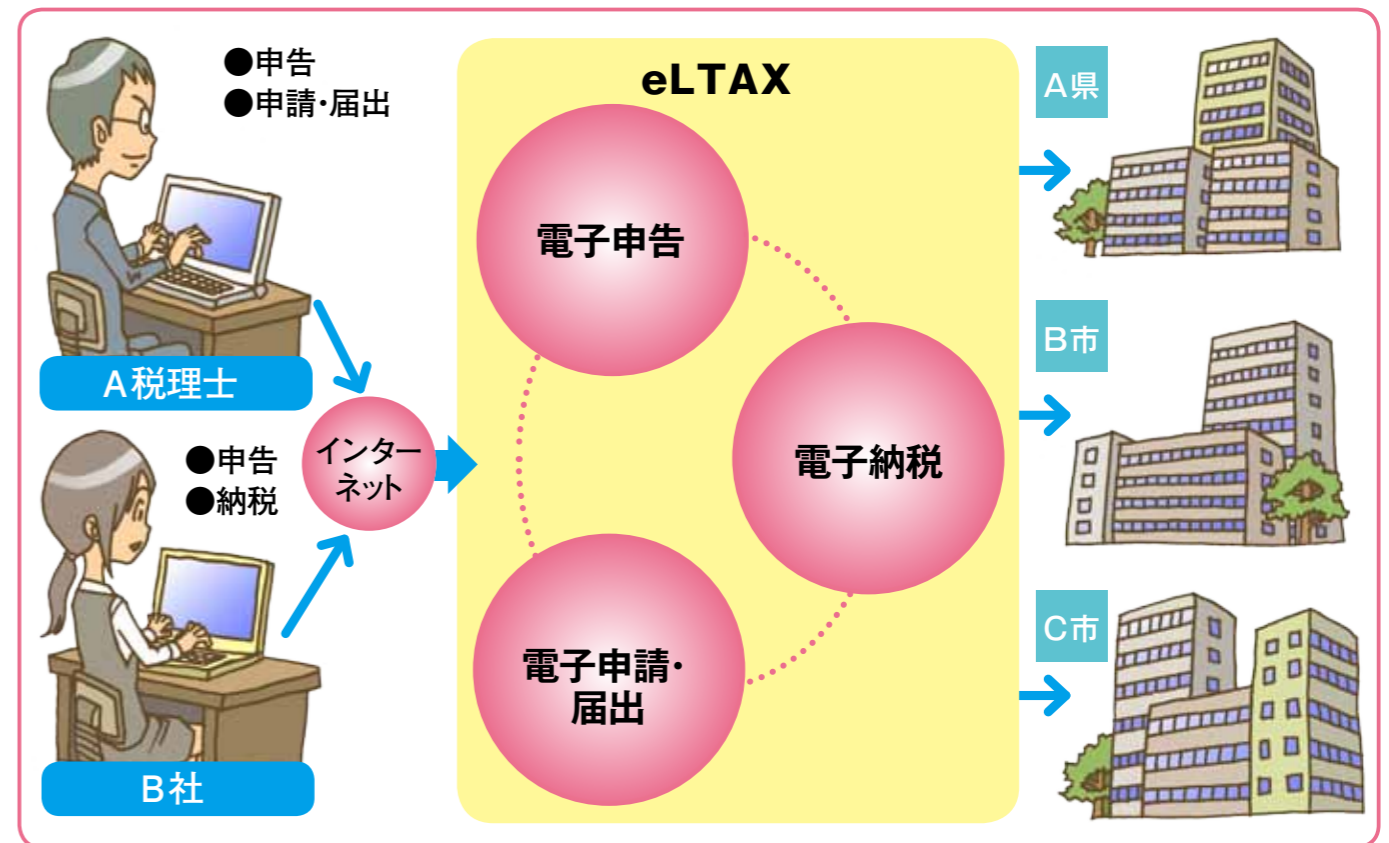 ●申告
●申請・届出
A税理士
●申告
●納税
B社
インター
ネット
eLTAX
電子申告
電子納税
電子申請・
届出
A県
B市
C市